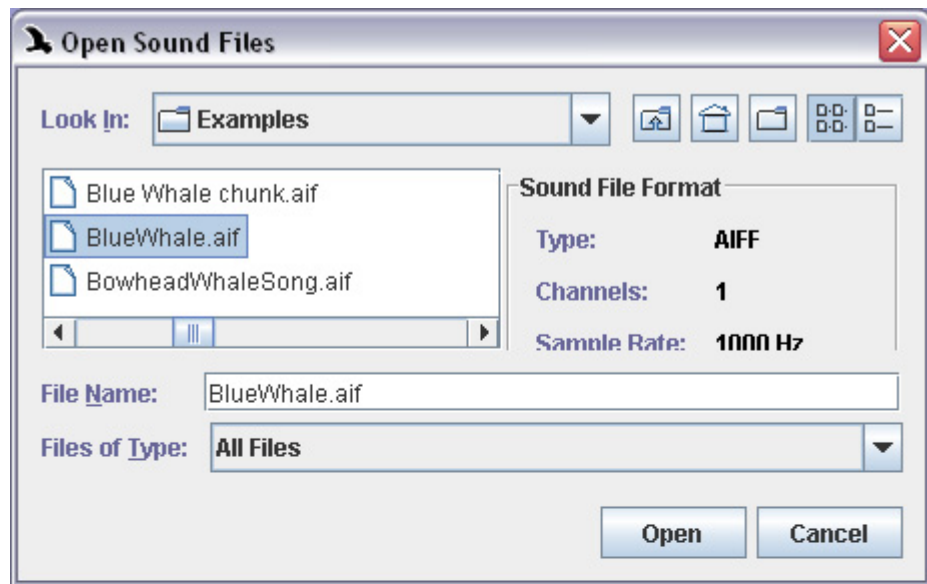 Open Sound Files
Look In: Examples
Blue Whale chunk.aif
BlueWhale.aif
BowheadWhaleSong.aif
Sound File Format
Type: AIFF
Channels: 1
Sample Rate: 1000 Hz
File Name: BlueWhale.aif
Files of Type: All Files
Open Cancel